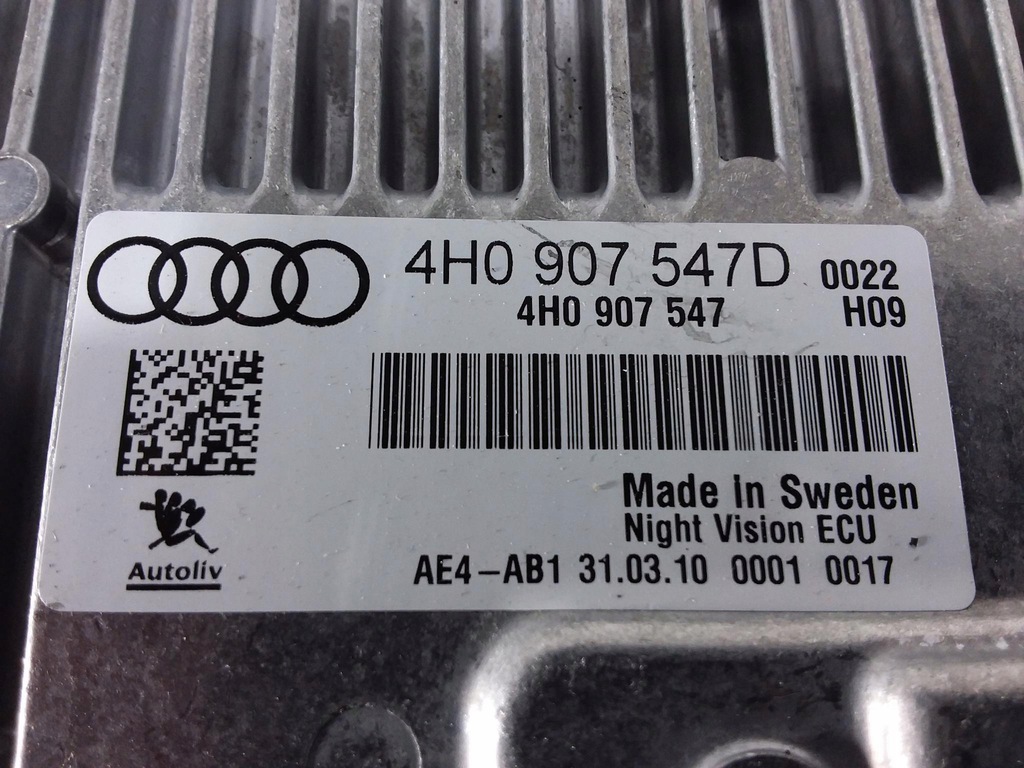 4H0 907 547D 0022
4H0 907 547 H09
Made in Sweden
Night Vision ECU
Autoliv
AE4-AB1 31.03.10 0001 0017